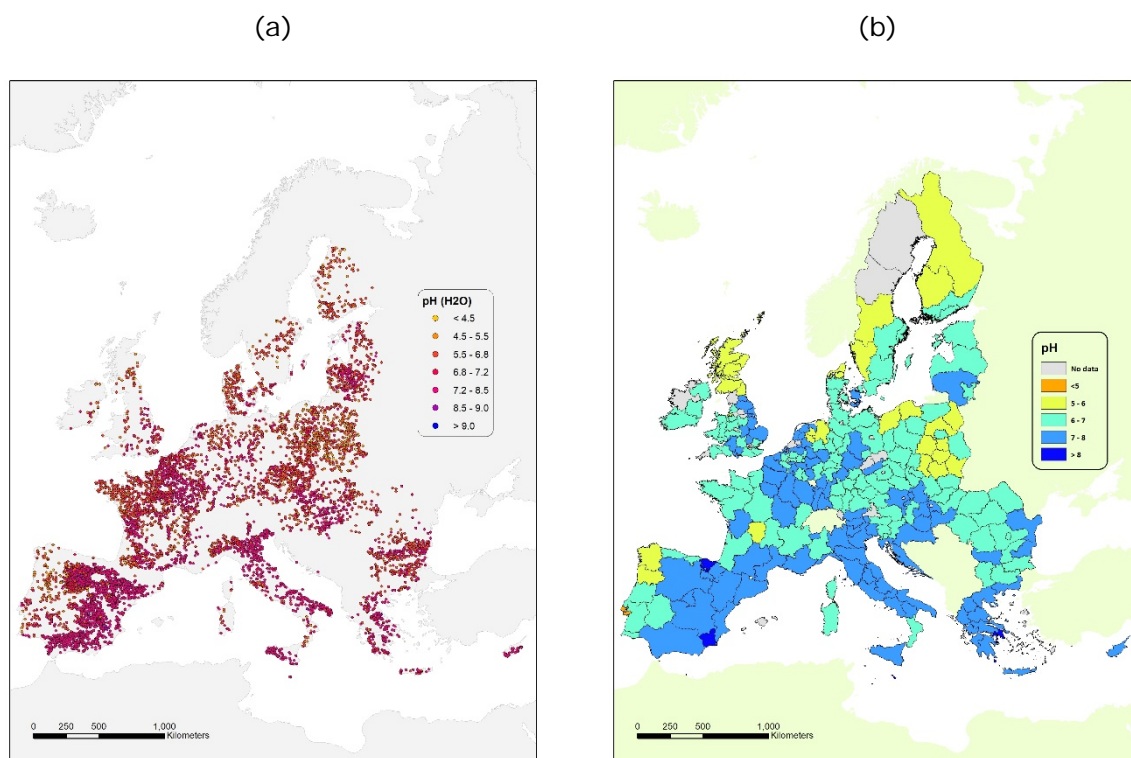 (a)
(b)
pH (H2O)
< 4.5
4.5 - 5.5
5.5 - 6.8
6.8 - 7.2
7.2 - 8.5
8.5 - 9.0
> 9.0
0 250 500 1,000
Kilometers
pH
No data
<5
5 - 6
6 - 7
7 - 8
> 8
0 250 500 1,000
Kilometers